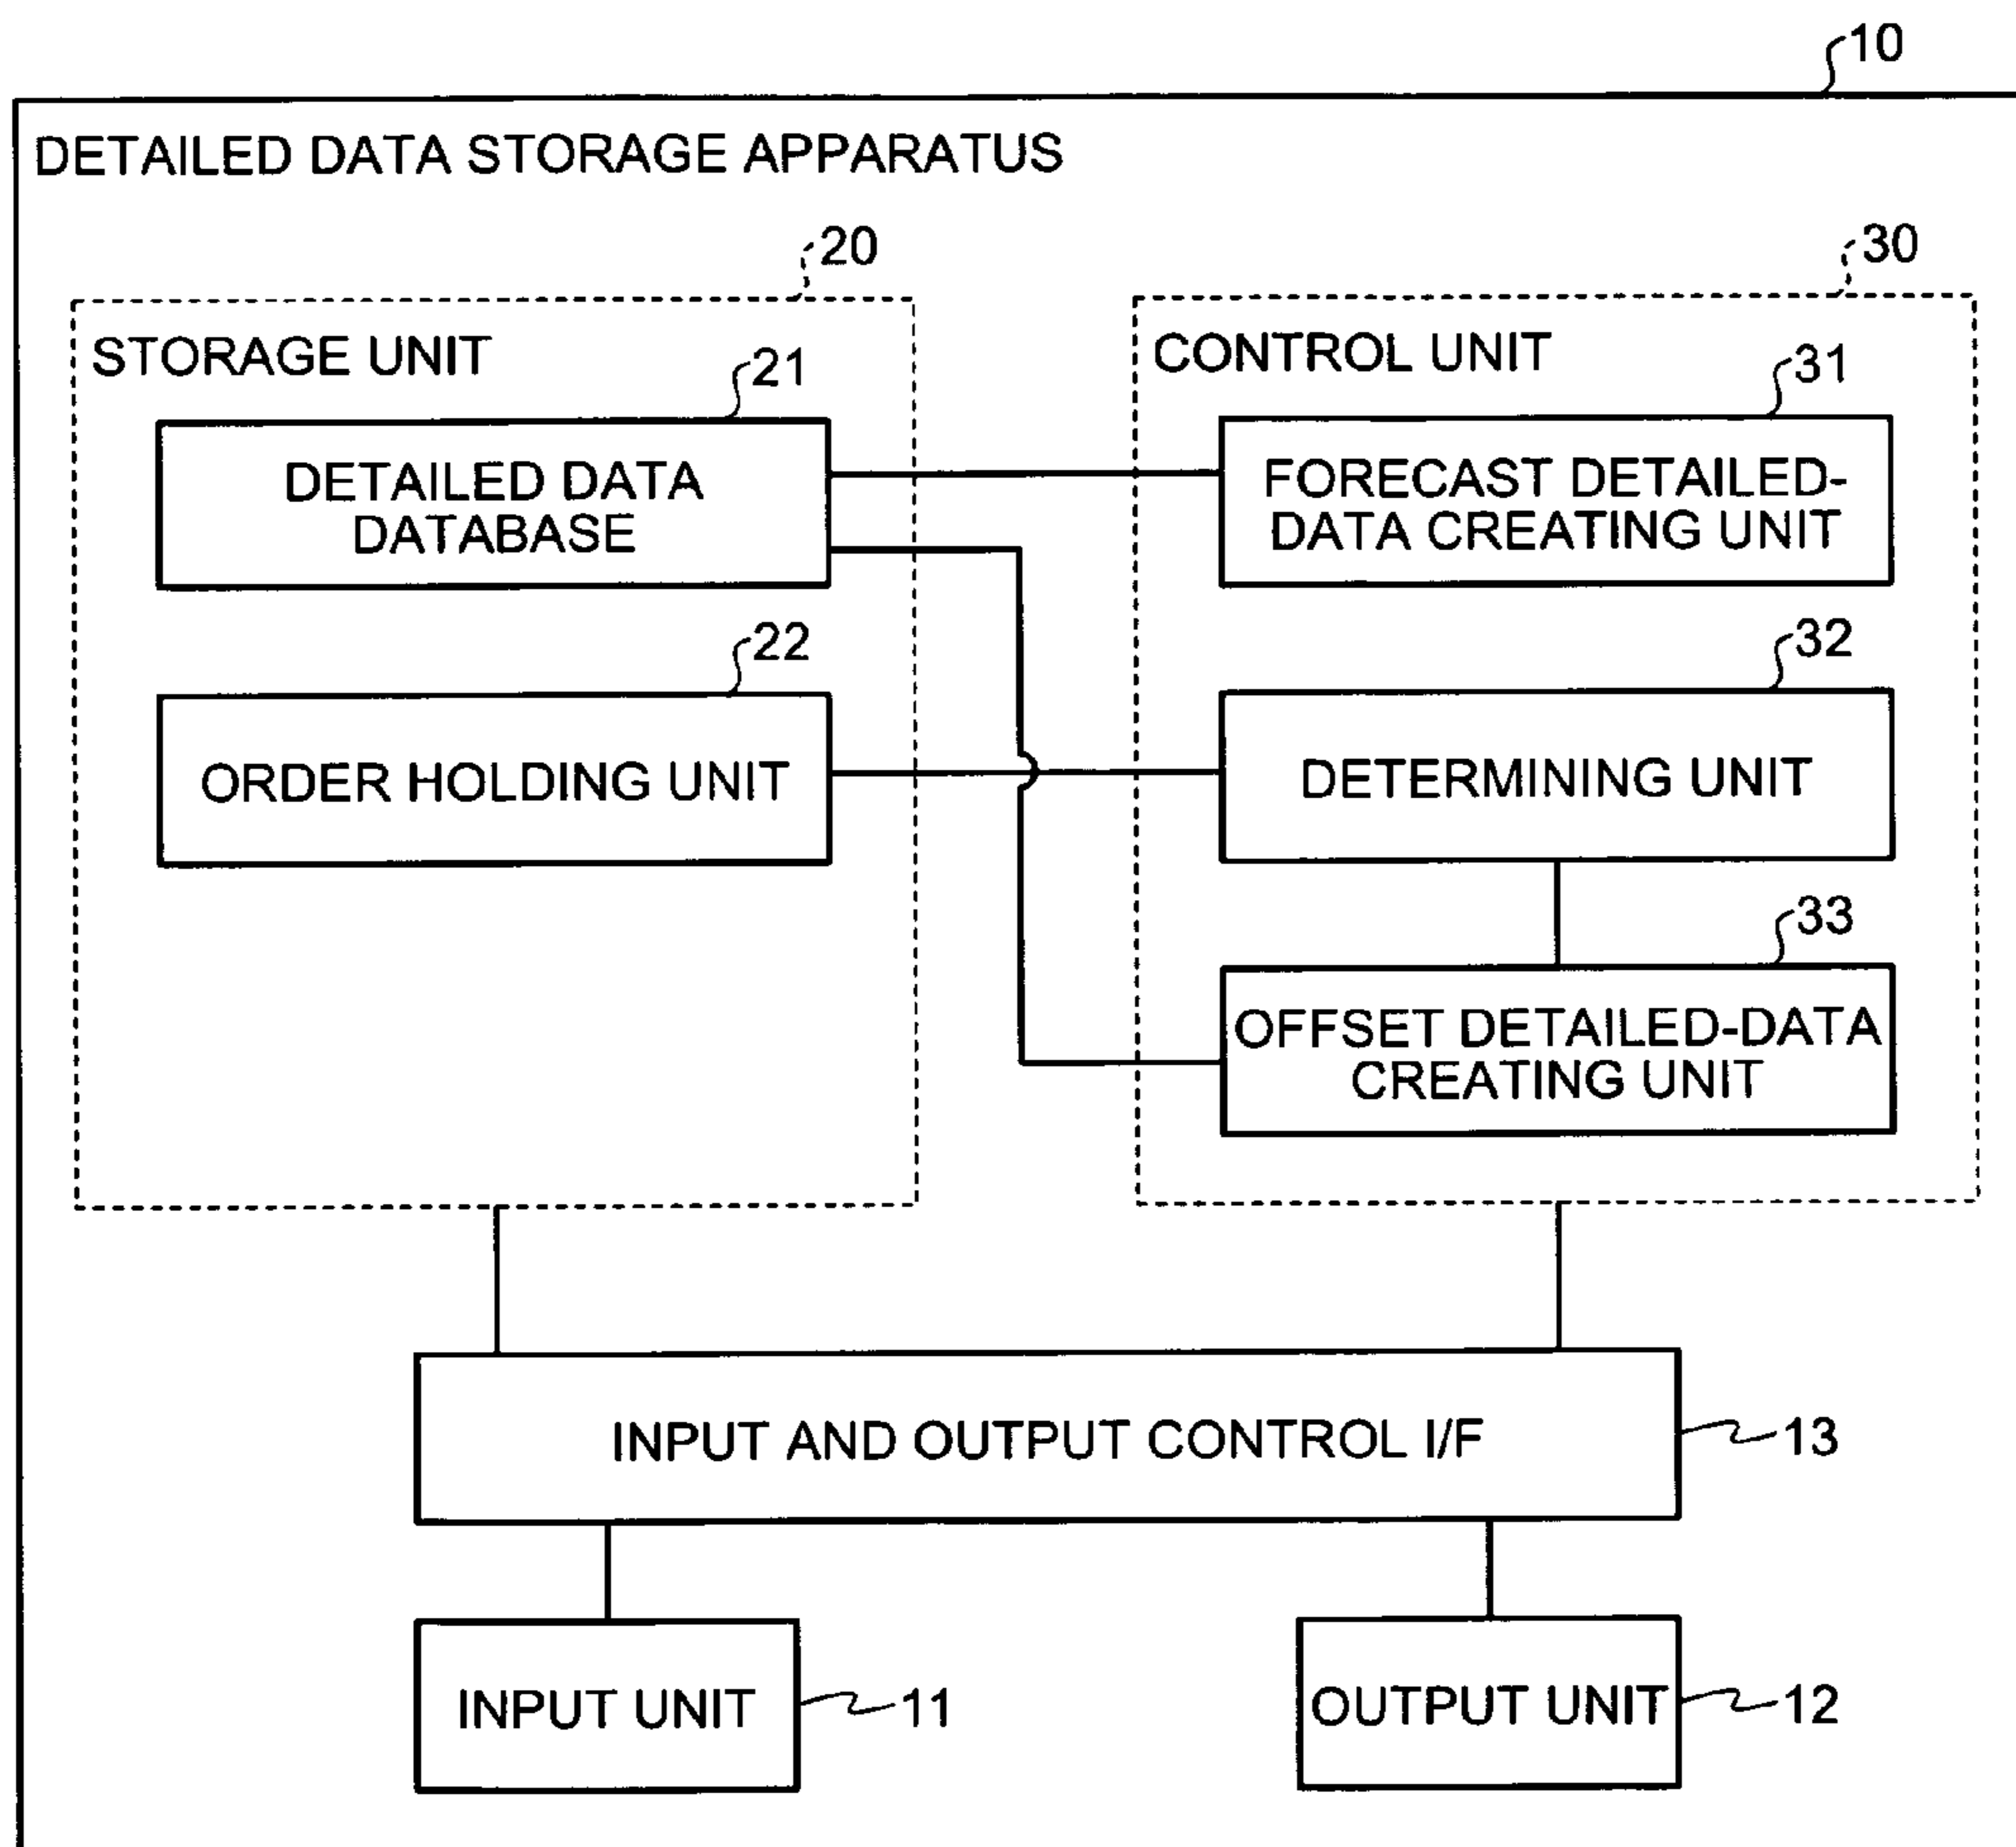 10
DETAILED DATA STORAGE APPARATUS
20
30
STORAGE UNIT
CONTROL UNIT
21
31
DETAILED DATA
DATABASE
FORECAST DETAILED-
DATA CREATING UNIT
22
32
ORDER HOLDING UNIT
DETERMINING UNIT
33
OFFSET DETAILED-DATA
CREATING UNIT
INPUT AND OUTPUT CONTROL I/F
13
INPUT UNIT
11
OUTPUT UNIT
12